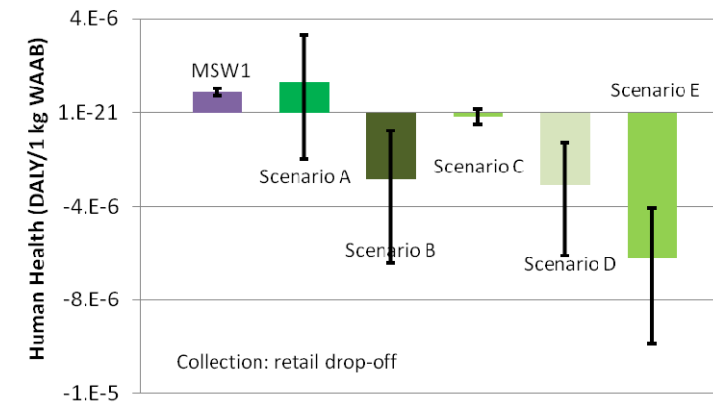 Human Health (DALY/1 kg WAAB)
4.E-6
1.E-21
-4.E-6
-8.E-6
-1.E-5
MSW1
Scenario A
Scenario B
Scenario C
Scenario D
Scenario E
Collection: retail drop-off